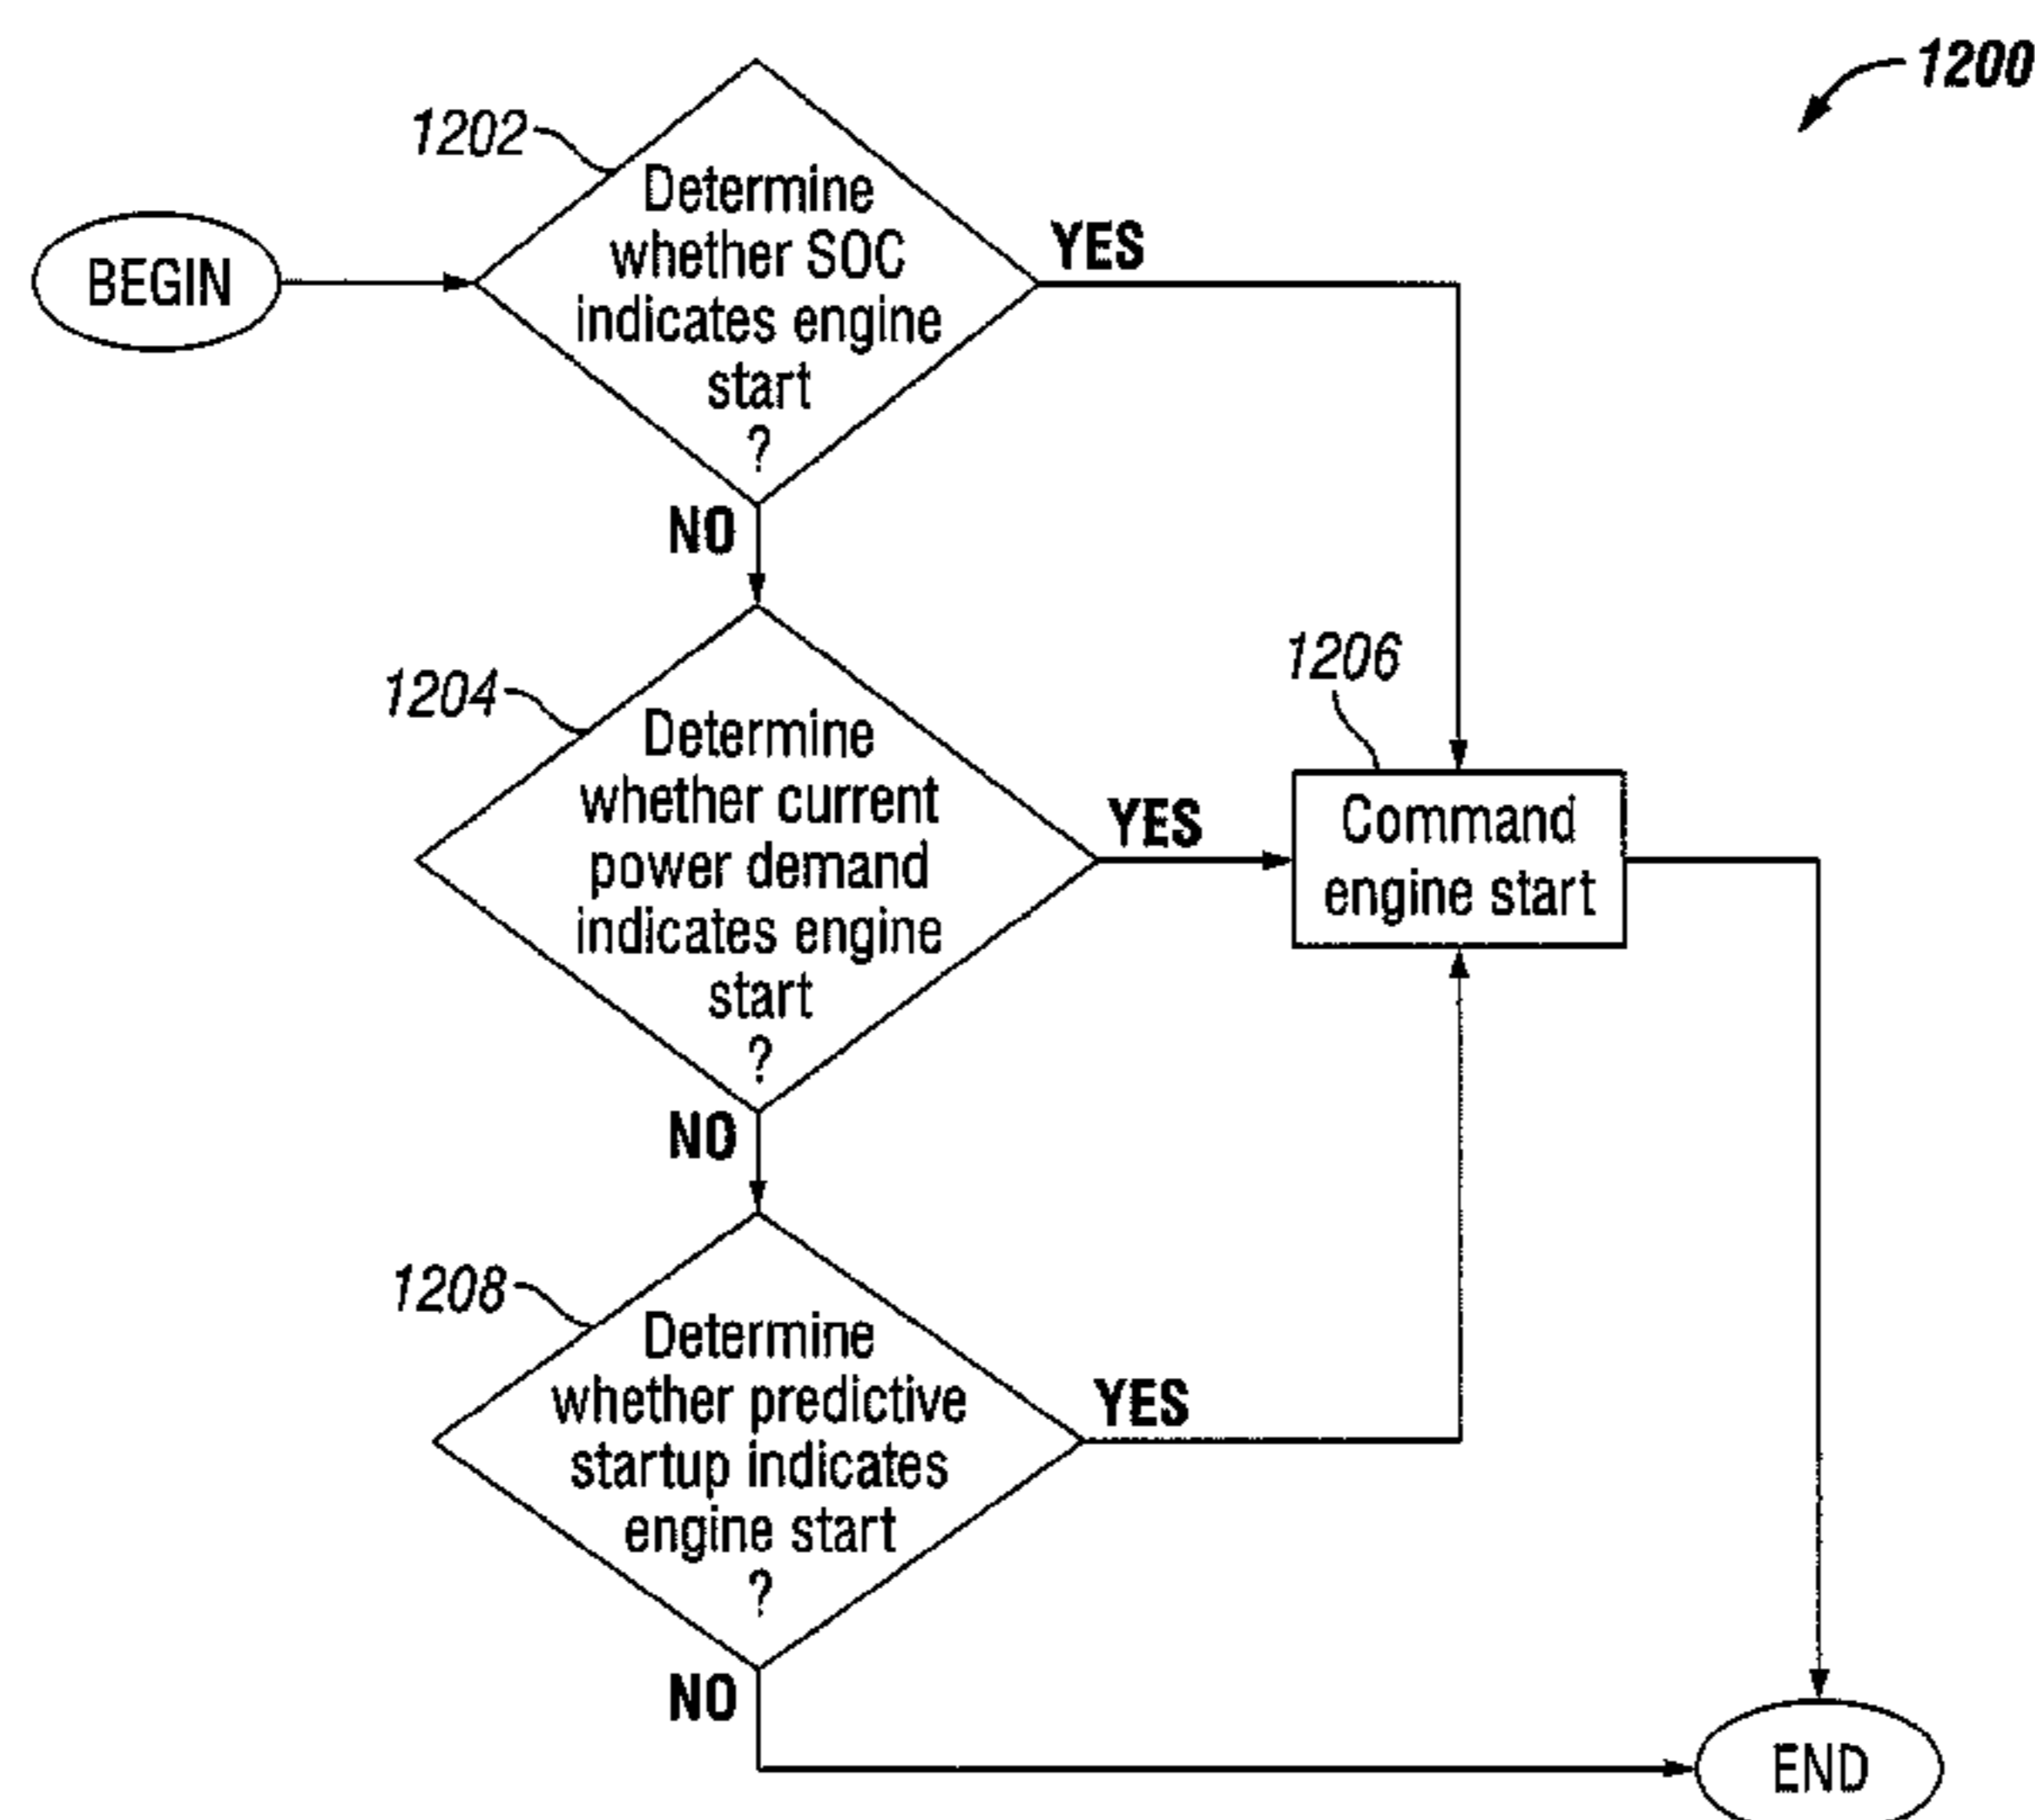 1200
1202
Determine
whether SOC
indicates engine
start
?
BEGIN
YES
NO
1204
Determine
whether current
power demand
indicates engine
start
?
YES
1206
Command
engine start
NO
1208
Determine
whether predictive
startup indicates
engine start
?
YES
NO
END